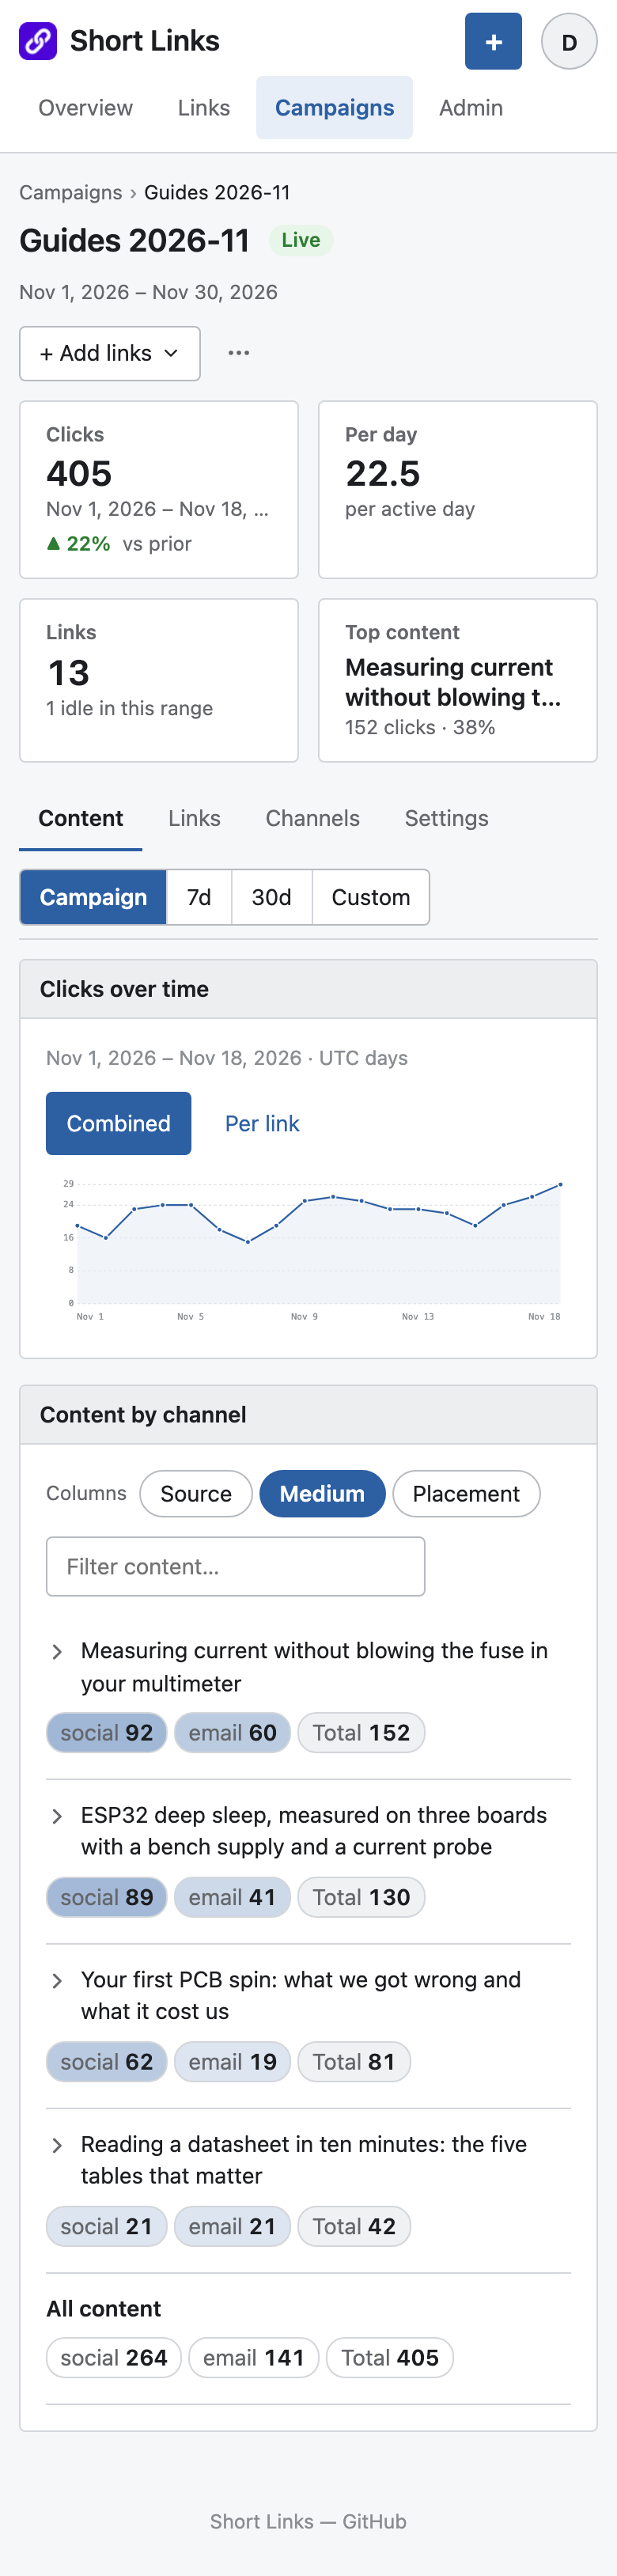 Short Links
+
D
Overview Links Campaigns Admin
Campaigns › Guides 2026-11
Guides 2026-11 Live
Nov 1, 2026 – Nov 30, 2026
+ Add links
Clicks
405
Nov 1, 2026 – Nov 18, ...
▲ 22% vs prior
Per day
22.5
per active day
Links
13
1 idle in this range
Top content
Measuring current
without blowing t...
152 clicks · 38%
Content Links Channels Settings
Campaign 7d 30d Custom
Clicks over time
Nov 1, 2026 – Nov 18, 2026 · UTC days
Combined Per link
29
24
16
8
0
Nov 1 Nov 5 Nov 9 Nov 13 Nov 18
Content by channel
Columns Source Medium Placement
Filter content...
Measuring current without blowing the fuse in
your multimeter
social 92 email 60 Total 152
ESP32 deep sleep, measured on three boards
with a bench supply and a current probe
social 89 email 41 Total 130
Your first PCB spin: what we got wrong and
what it cost us
social 62 email 19 Total 81
Reading a datasheet in ten minutes: the five
tables that matter
social 21 email 21 Total 42
All content
social 264 email 141 Total 405
Short Links — GitHub